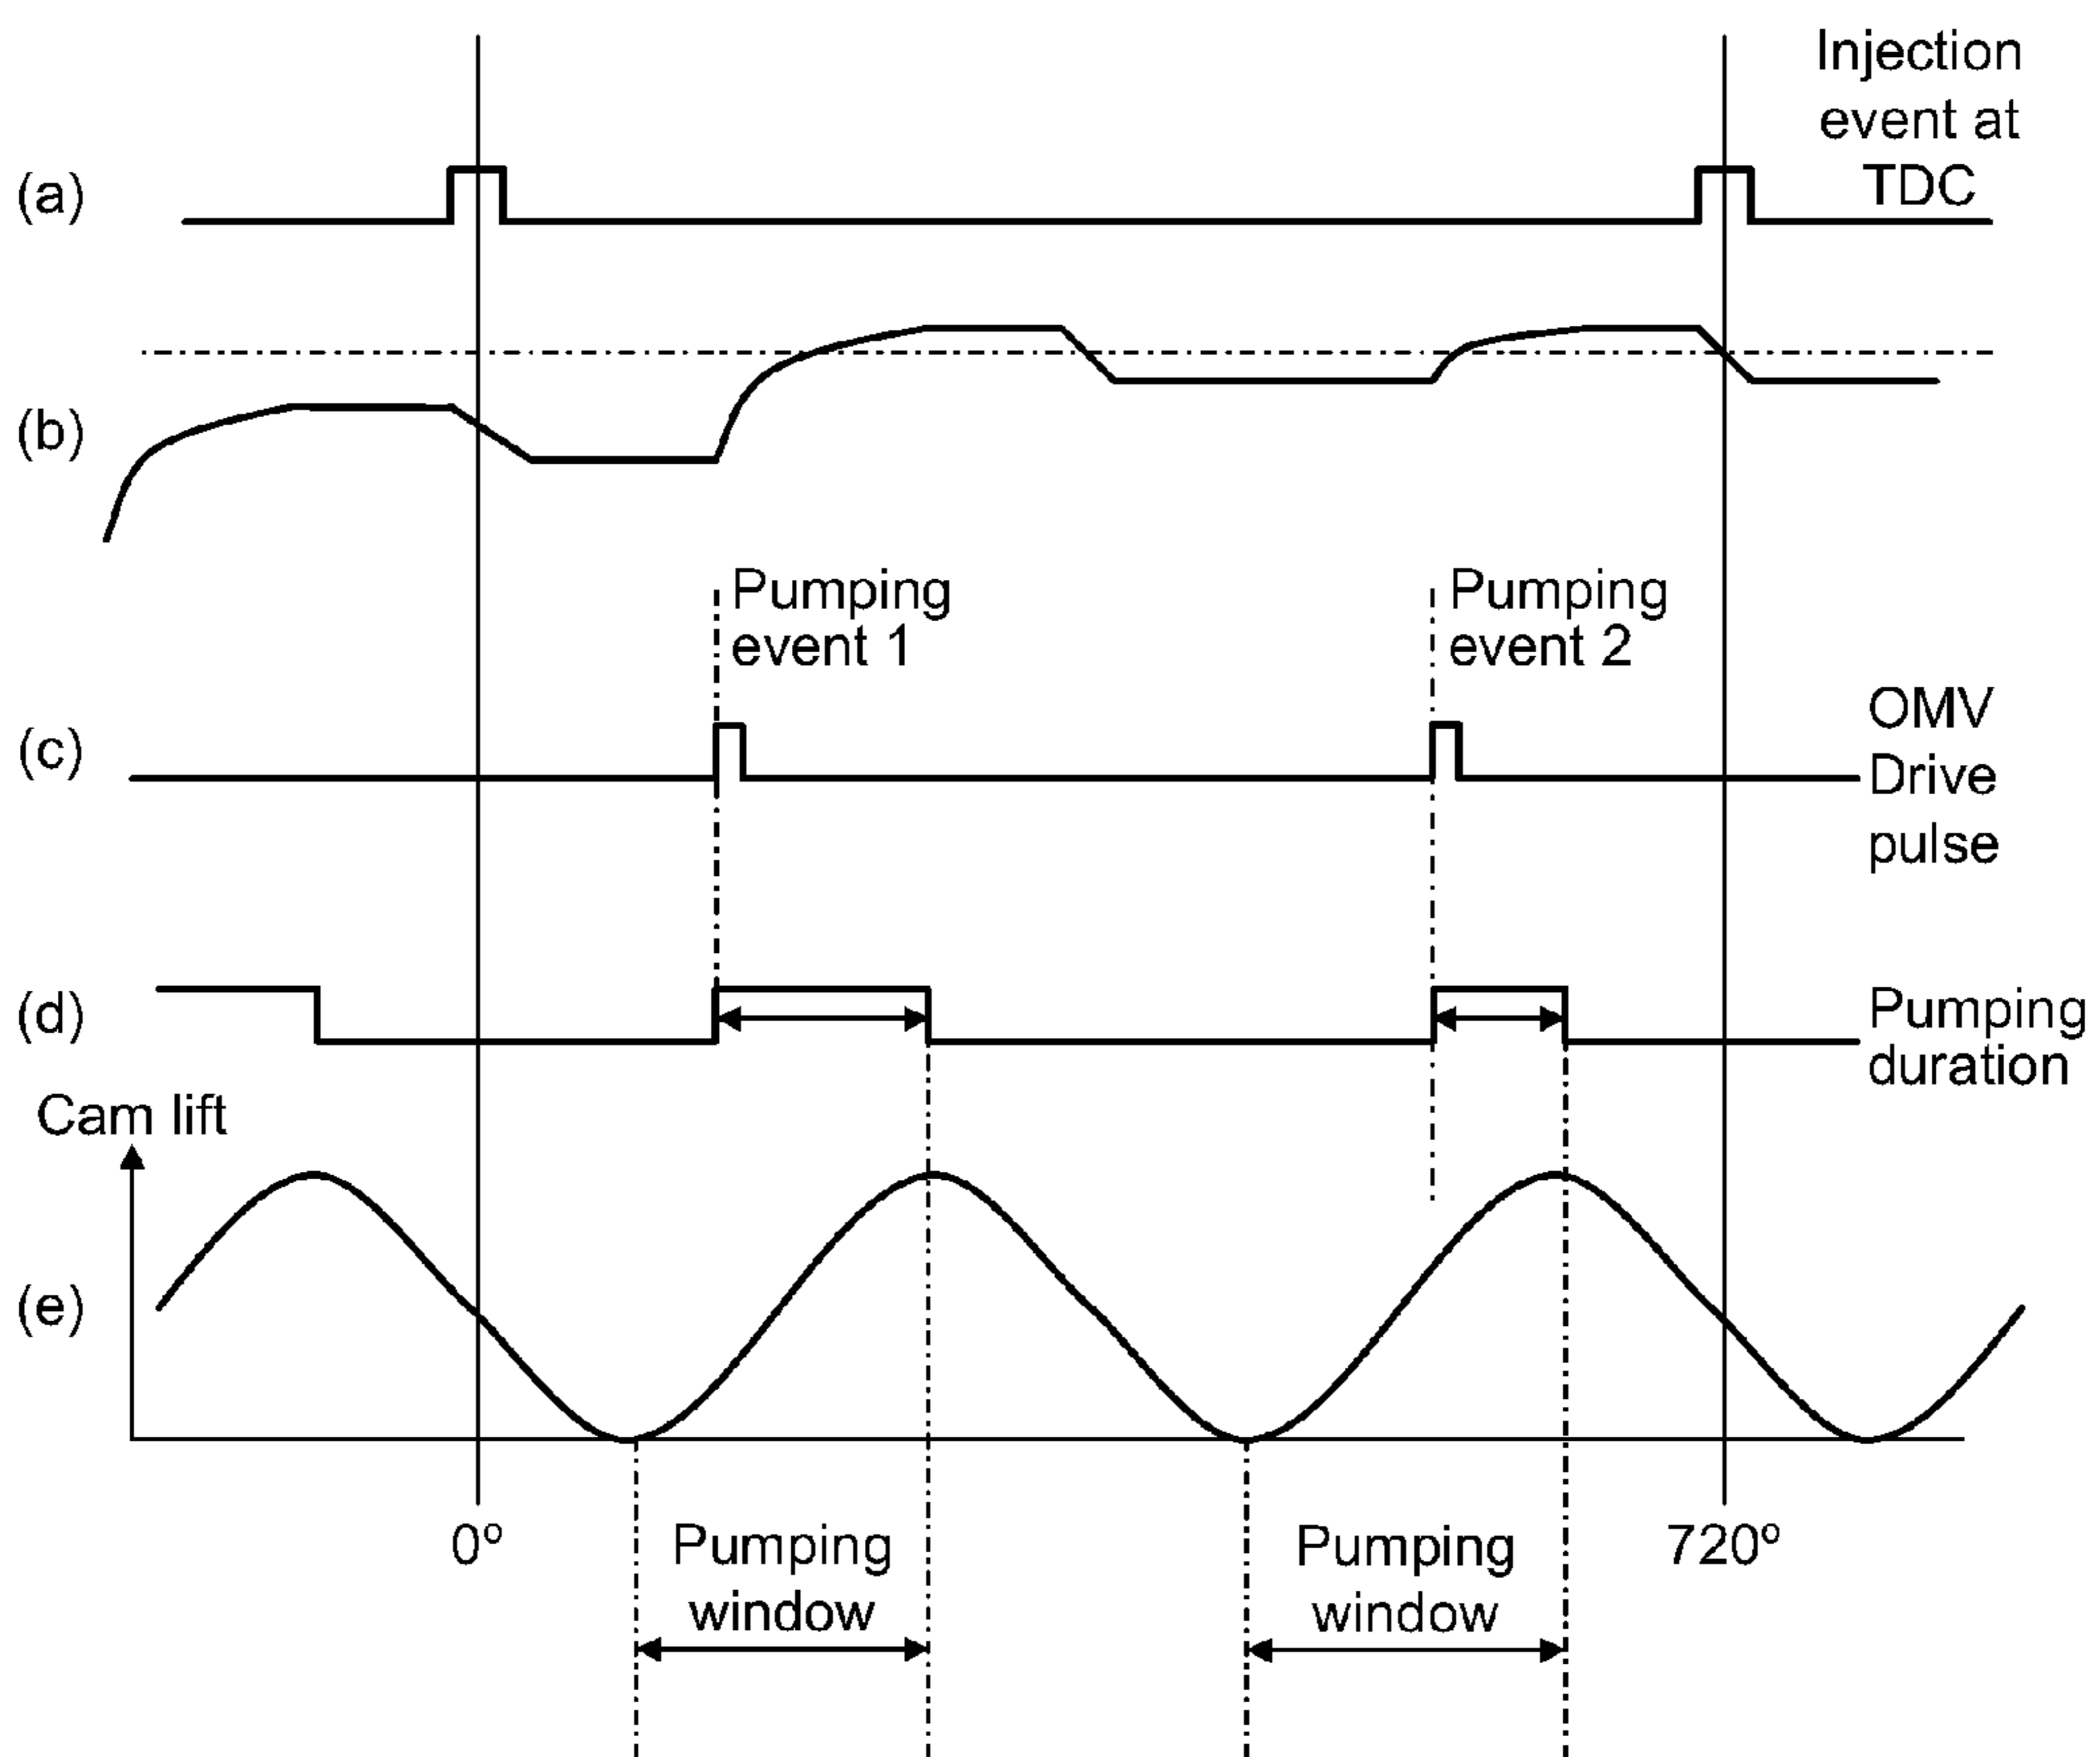 Injection
event at
TDC
(a)
(b)
Pumping
event 1
Pumping
event 2
OMV
Drive
pulse
(c)
(d)
Pumping
duration
Cam lift
(e)
0º
Pumping
window
Pumping
window
720º